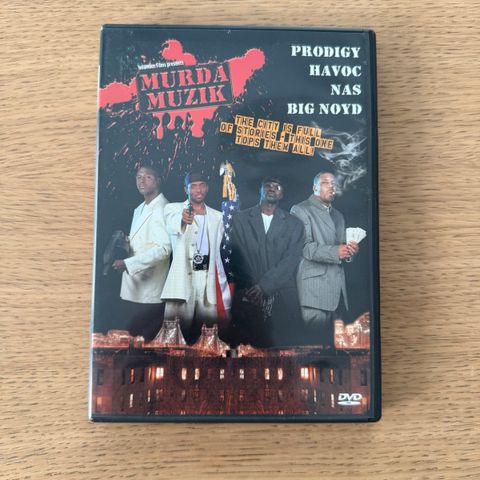 MURDA
MUZIK
PRODIGY
HAVOC
NAS
BIG NOYD
THE CITY IS FULL
OF STORIES - THIS ONE
TOPS THEM ALL!
DVD